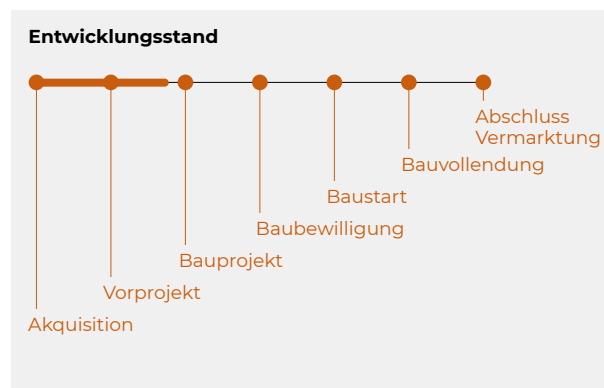 Entwicklungsstand
Abschluss
Vermarktung
Bauvollendung
Baustart
Baubewilligung
Bauprojekt
Vorprojekt
Akquisition